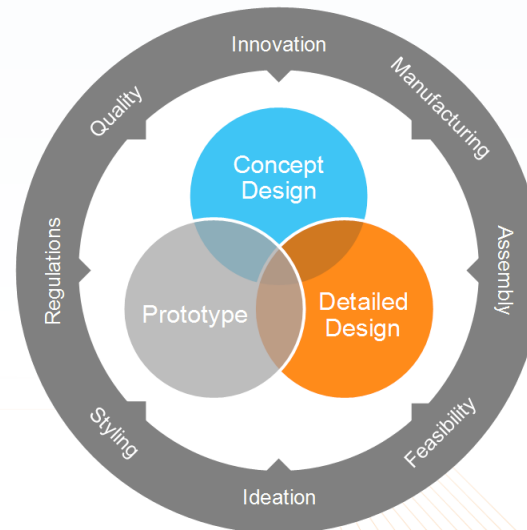 Innovation
Manufacturing
Assembly
Feasibility
Ideation
Styling
Regulations
Quality
Concept
Design
Prototype
Detailed
Design